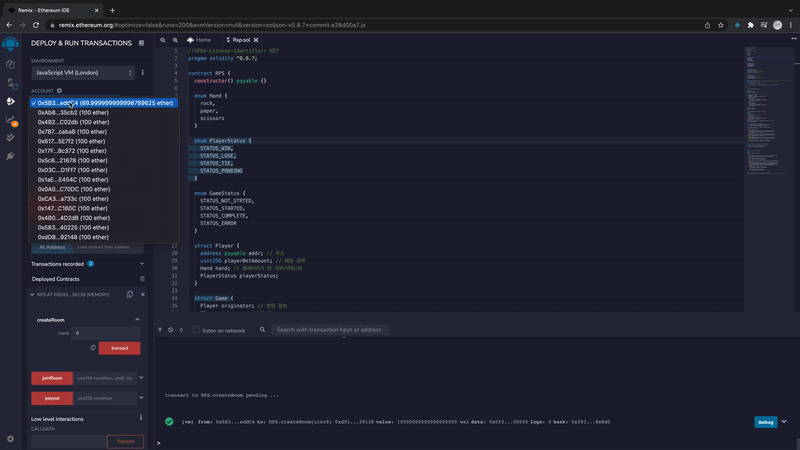 Remix - Ethereum IDE
remix.ethereum.org/#optimize=false&runs=200&evmVersion=null&version=soljson-v0.8.7+commit.e28d00a7.js
DEPLOY & RUN TRANSACTIONS
ENVIRONMENT
JavaScript VM (London)
ACCOUNT
0x5B3...eddC4 (89.999999999998789625 ether)
0xAb8...35cb2 (100 ether)
0x4B2...C02db (100 ether)
0x787...cabaB (100 ether)
0x617...5E7f2 (100 ether)
0x17F...8c372 (100 ether)
0x5c6...21678 (100 ether)
0x03C...D1Ff7 (100 ether)
0x1aE...E454C (100 ether)
0x0A0...C70DC (100 ether)
0xCA3...a733c (100 ether)
0x147...C160C (100 ether)
0x4B0...4D2dB (100 ether)
0x583...40225 (100 ether)
0xdD8...92148 (100 ether)
At Address
Load contract from Address
Transactions recorded 2
Deployed Contracts
RPS AT 0XD91...39138 (MEMORY)
createRoom
_hand: 0
transact
joinRoom
uint256 roomNum, uint8
payout
uint256 roomNum
Low level interactions
CALLDATA
Transact
Home
Rsp.sol
1 //SPDX-License-Identifier: MIT
2 pragma solidity ^0.8.7;
3
4 contract RPS {
5 constructor() payable {}
6
7 enum Hand {
8 rock,
9 paper,
10 scissors
11 }
12
13 enum PlayerStatus {
14 STATUS_WIN,
15 STATUS_LOSE,
16 STATUS_TIE,
17 STATUS_PENDING
18 }
19
20 enum GameStatus {
21 STATUS_NOT_STRTED,
22 STATUS_STARTED,
23 STATUS_COMPLETE,
24 STATUS_ERROR
25 }
26
27 struct Player {
28 address payable addr; // 주소
29 uint256 playerBetAmount; // 배팅 금액
30 Hand hand; // 플레이어가 낸 가위/바위/보
31 PlayerStatus playerStatus;
32 }
33
34 struct Game {
35 Player originator; // 방장 정보
0
listen on network
Search with transaction hash or address
transact to RPS.createRoom pending ...
[vm] from: 0x5B3...eddC4 to: RPS.createRoom(uint8) 0xd91...39138 value: 10000000000000000000 wei data: 0x5f3...00000 logs: 0
Debug
>